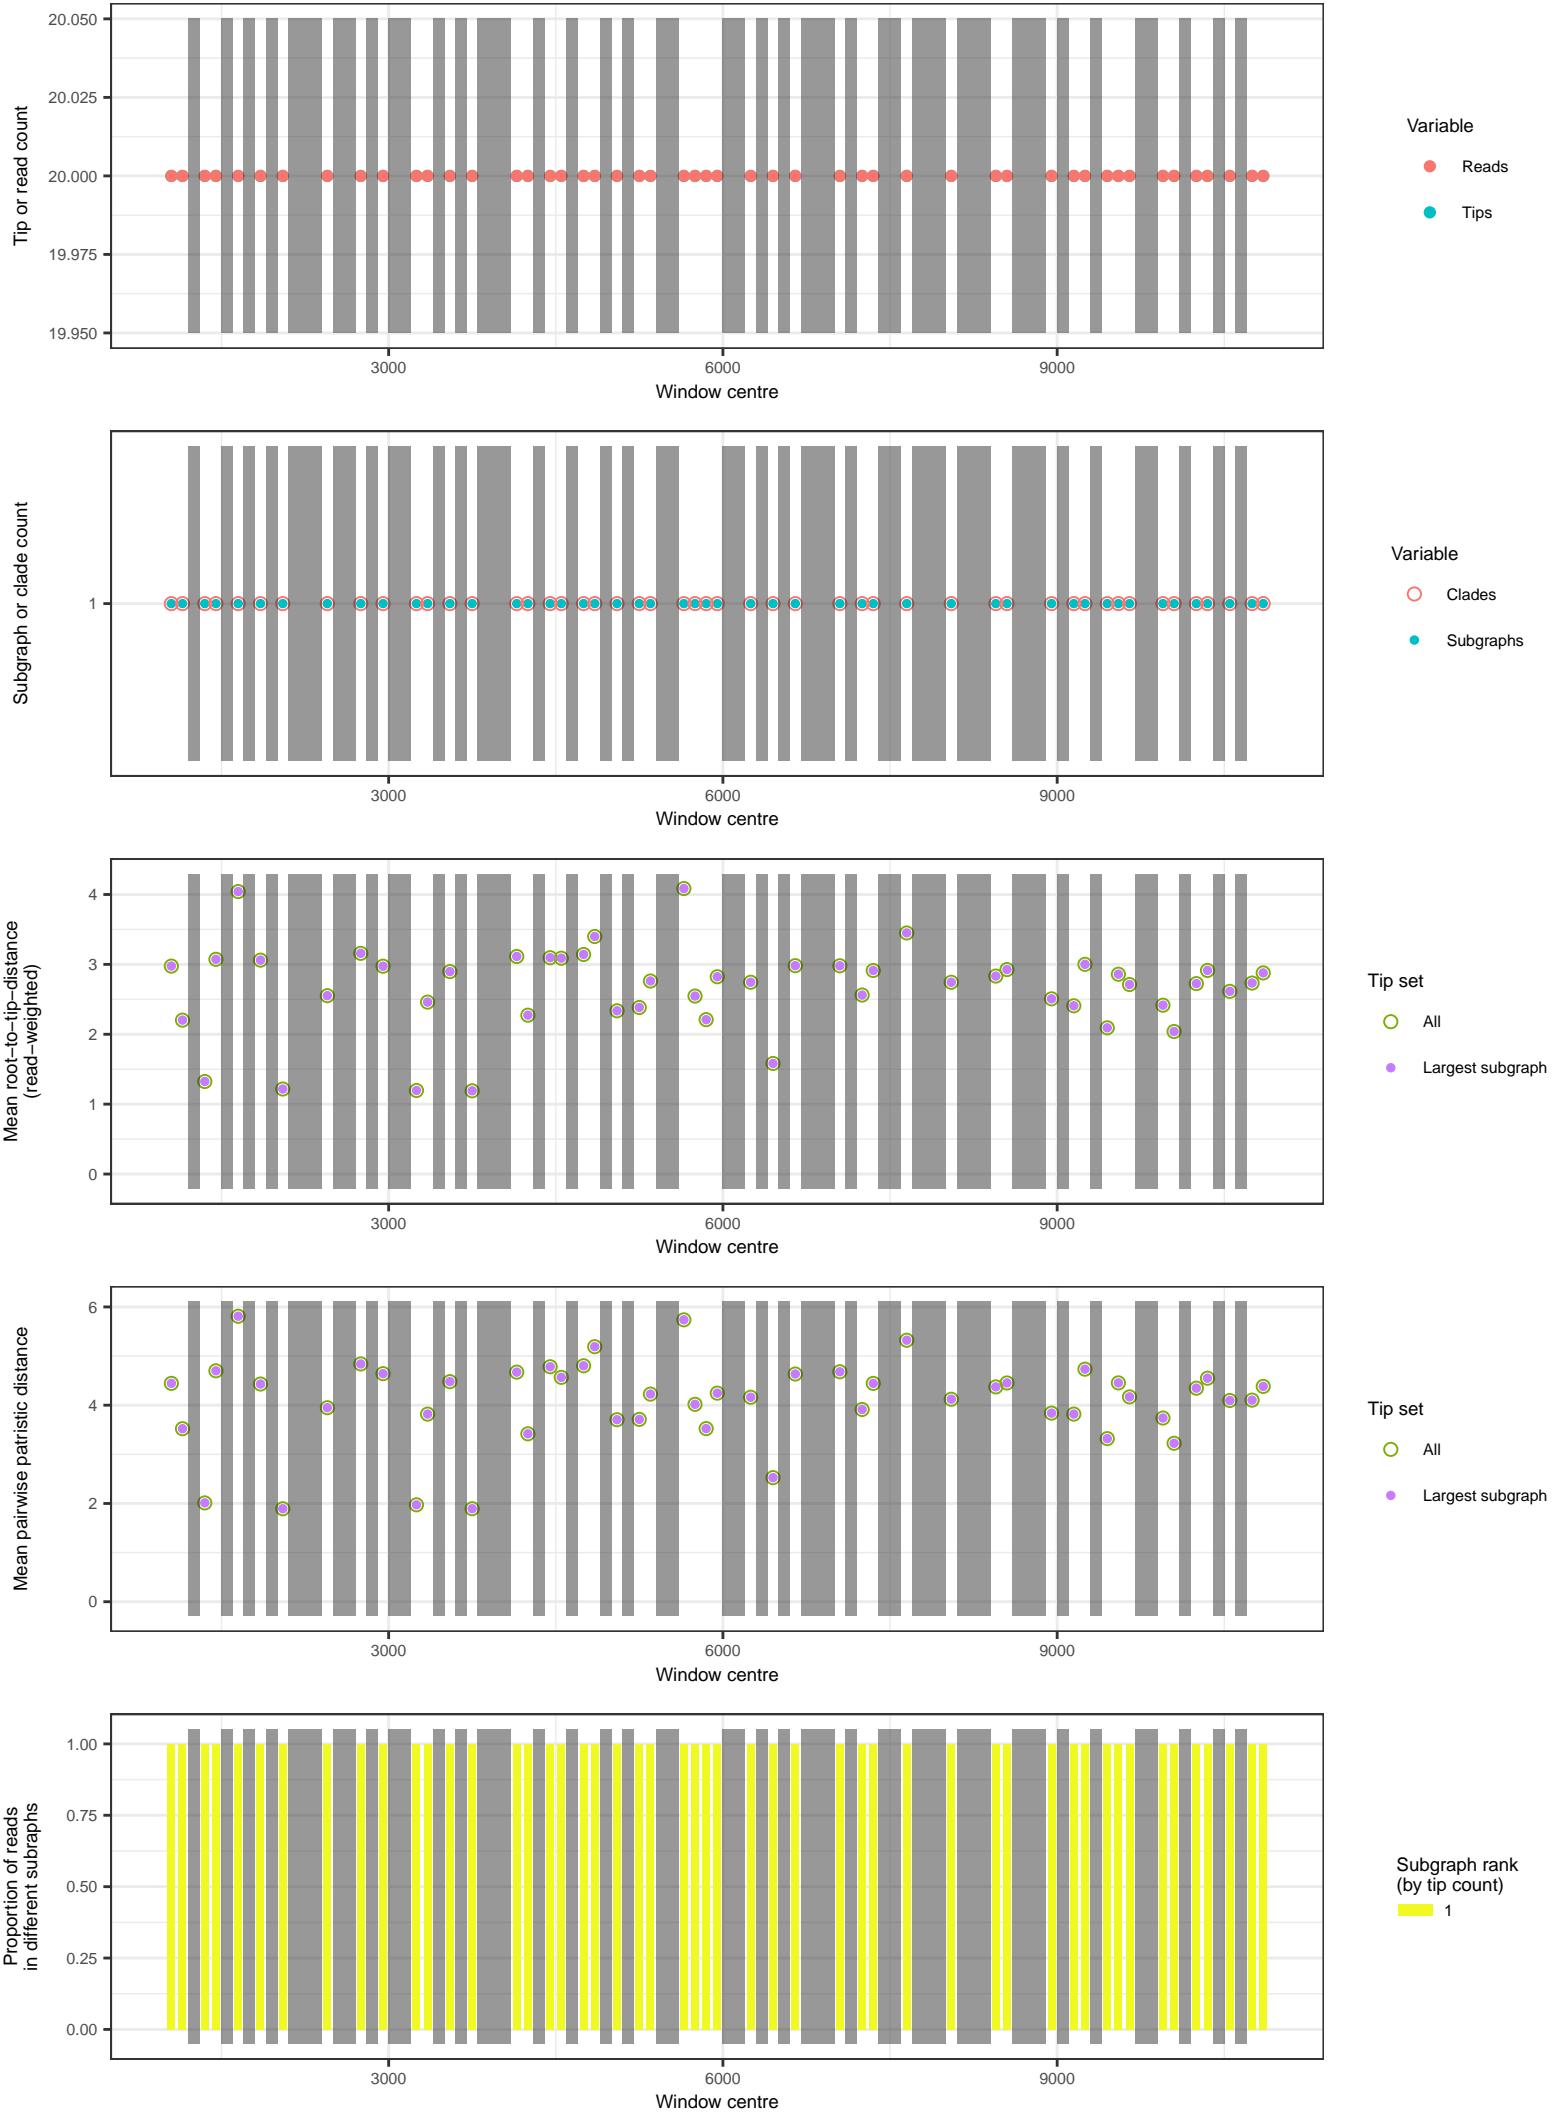 20.050
20.025
20.000
19.975
19.950
Tip or read count
3000 6000 9000
Window centre
Variable
Reads
Tips
1
Subgraph or clade count
3000 6000 9000
Window centre
Variable
Clades
Subgraphs
4
3
2
1
0
Mean root−to−tip−distance
(read−weighted)
3000 6000 9000
Window centre
Tip set
All
Largest subgraph
6
4
2
0
Mean pairwise patristic distance
3000 6000 9000
Window centre
Tip set
All
Largest subgraph
1.00
0.75
0.50
0.25
0.00
Proportion of reads
in different subraphs
3000 6000 9000
Window centre
Subgraph rank
(by tip count)
1